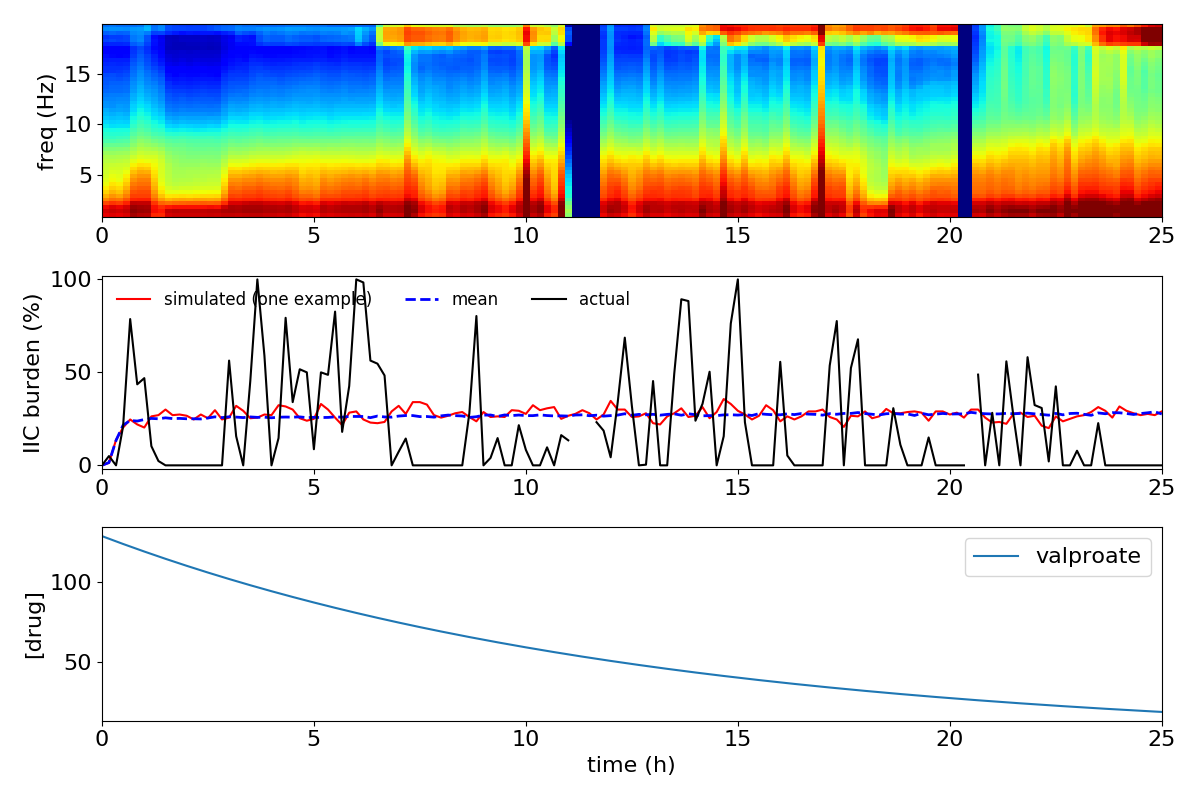 freq (Hz)
15
10
5
0 5 10 15 20 25
IIC burden (%)
100
50
0
simulated (one example) mean actual
0 5 10 15 20 25
[drug]
100
50
valproate
0 5 10 15 20 25
time (h)